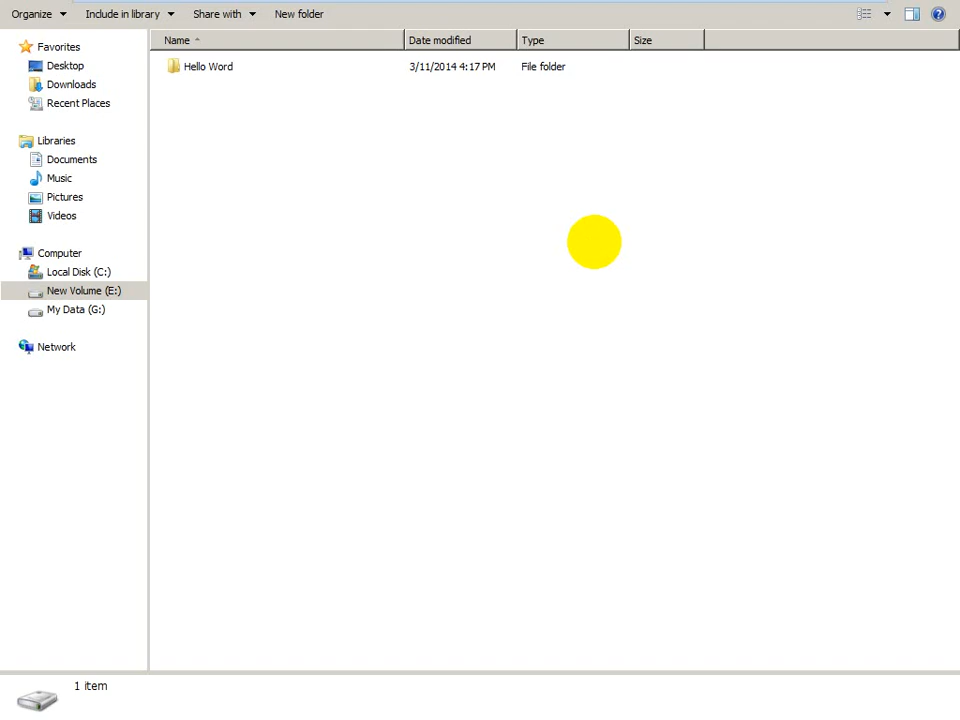 Organize Include in library Share with New folder
Name Date modified Type Size
Hello Word 3/11/2014 4:17 PM File folder
Favorites
Desktop
Downloads
Recent Places
Libraries
Documents
Music
Pictures
Videos
Computer
Local Disk (C:)
New Volume (E:)
My Data (G:)
Network
1 item